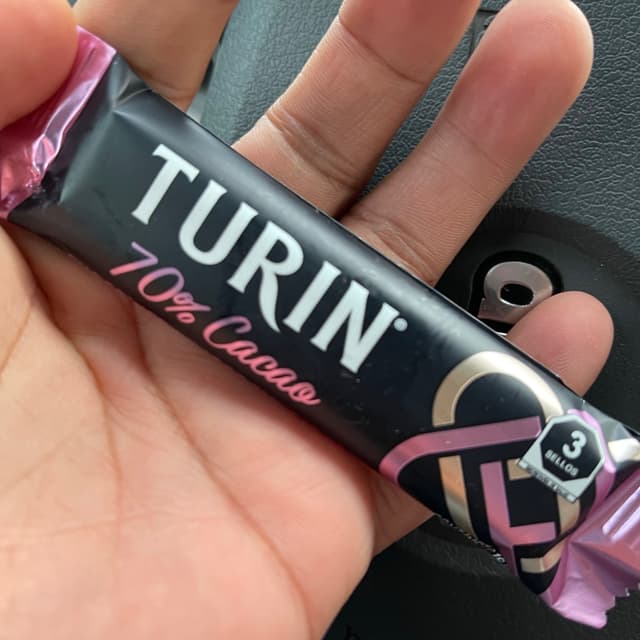 TURIN®
70% Cacao
3
SELLOS